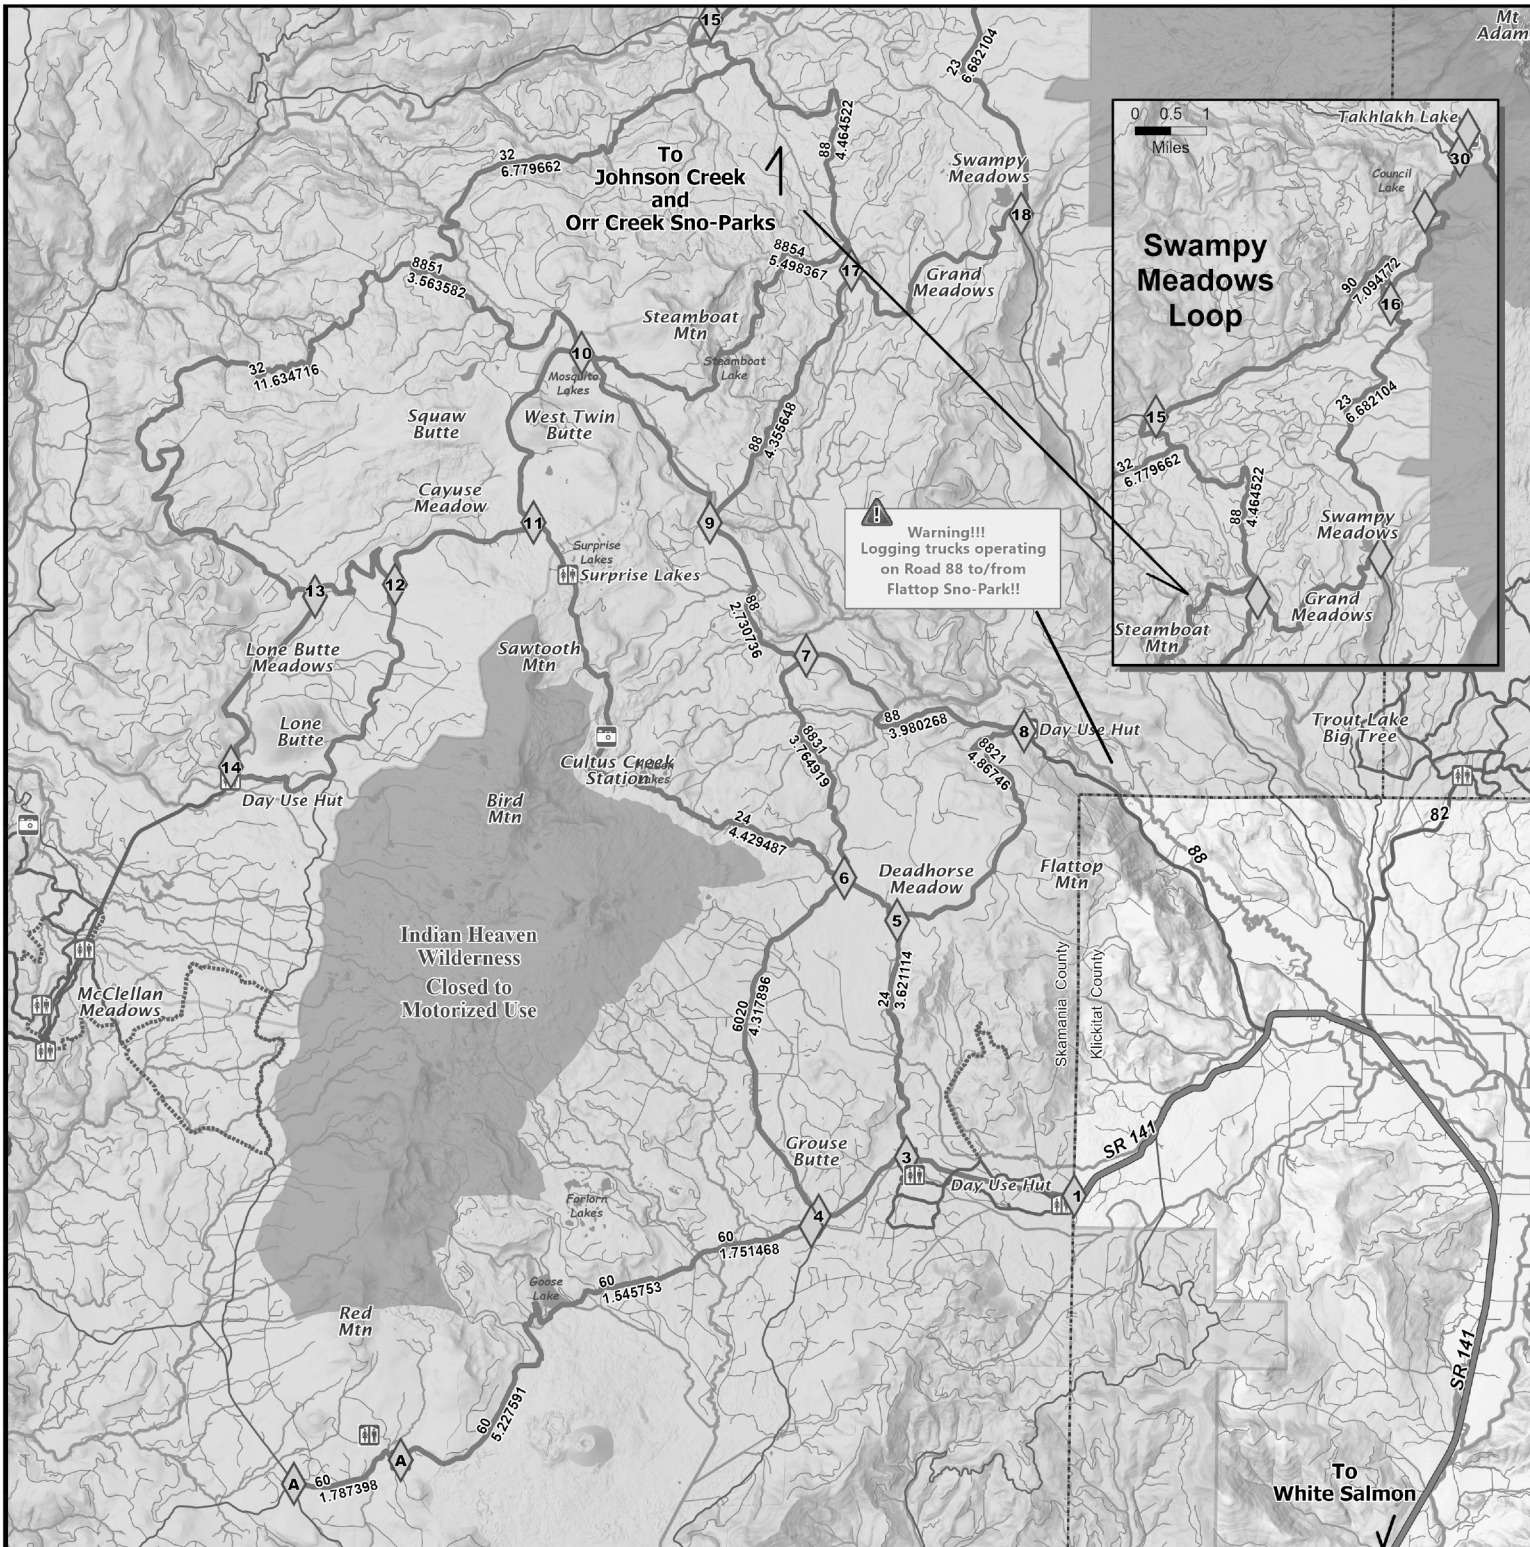 Mt
Adam
15
23
6.682104
0 0.5 1
Miles
Takhlakh Lake
30
Council
Lake
Swampy
Meadows
Loop
90
7.094772
16
15
32
6.779662
23
6.682104
88
4.464522
Swampy
Meadows
Grand
Meadows
Steamboat
Mtn
32
6.779662
To
Johnson Creek
and
Orr Creek Sno-Parks
88
4.464522
Swampy
Meadows
18
8854
5.498367
17
Grand
Meadows
8851
3.563582
Steamboat
Mtn
10
Mosquito
Lakes
Steamboat
Lake
32
11.634716
Squaw
Butte
West Twin
Butte
88
4.355648
Cayuse
Meadow
11
9
Warning!!!
Logging trucks operating
on Road 88 to/from
Flattop Sno-Park!!
Surprise
Lakes
Surprise Lakes
13
12
88
2.730736
Lone Butte
Meadows
Sawtooth
Mtn
7
88
3.980268
8
Day Use Hut
Trout Lake
Big Tree
Lone
Butte
8831
3.764919
8821
4.86746
14
Day Use Hut
Cultus Creek
Station
Lakes
Bird
Mtn
24
4.429487
82
88
6
Deadhorse
Meadow
Flattop
Mtn
5
Indian Heaven
Wilderness
Closed to
Motorized Use
McClellan
Meadows
6020
4.317896
24
3.621114
Skamania County
Klickitat County
SR 141
Grouse
Butte
3
Day Use Hut
1
Forlorn
Lakes
4
60
1.751468
Goose
Lake
60
1.545753
Red
Mtn
SR 141
60
5.227591
A
A
60
1.787398
To
White Salmon